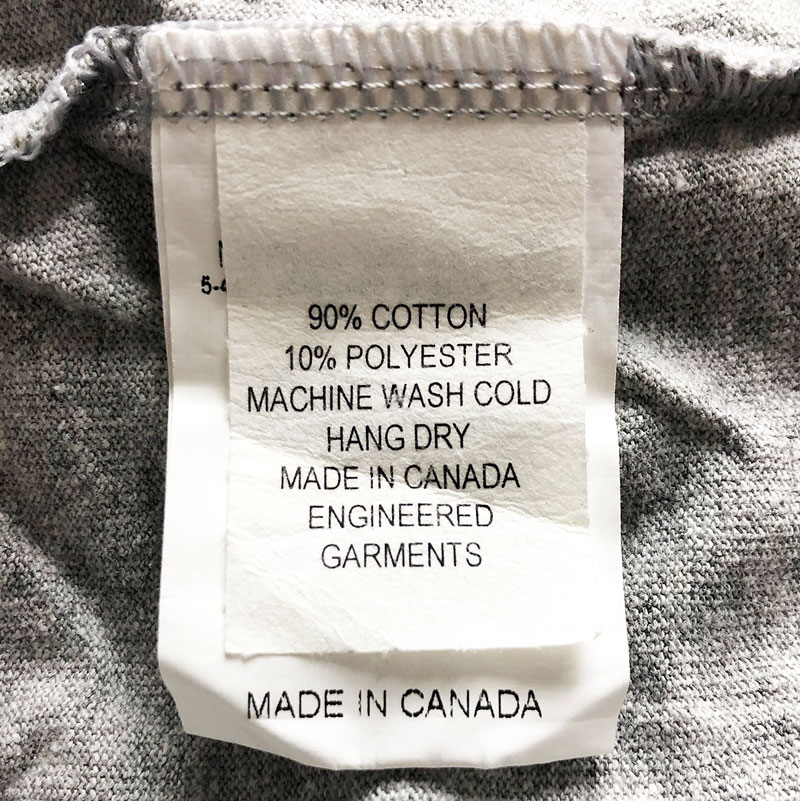 90% COTTON
10% POLYESTER
MACHINE WASH COLD
HANG DRY
MADE IN CANADA
ENGINEERED
GARMENTS
MADE IN CANADA